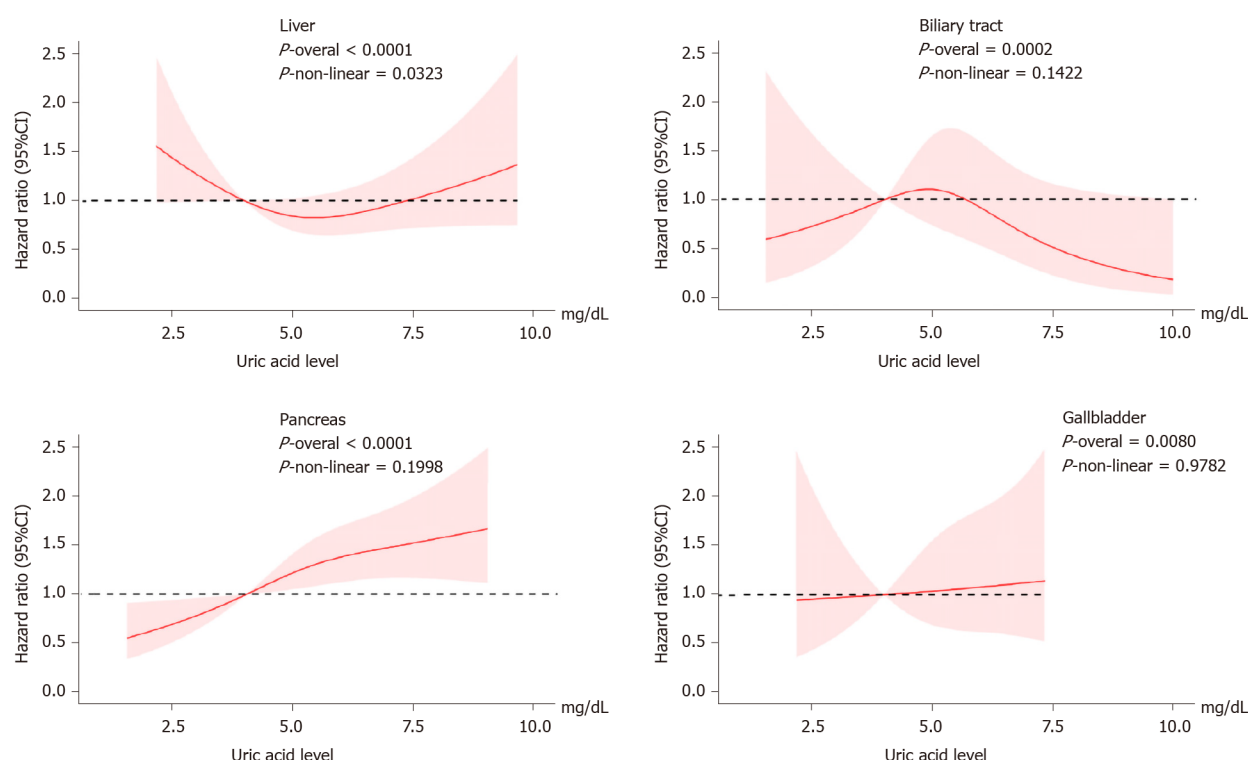 Liver
P-overal < 0.0001
P-non-linear = 0.0323
2.5
2.0
1.5
1.0
0.5
0.0
Hazard ratio (95%CI)
2.5 5.0 7.5 10.0
mg/dL
Uric acid level
Biliary tract
P-overal = 0.0002
P-non-linear = 0.1422
2.5
2.0
1.5
1.0
0.5
0.0
Hazard ratio (95%CI)
2.5 5.0 7.5 10.0
mg/dL
Uric acid level
Pancreas
P-overal < 0.0001
P-non-linear = 0.1998
2.5
2.0
1.5
1.0
0.5
0.0
Hazard ratio (95%CI)
2.5 5.0 7.5 10.0
mg/dL
Uric acid level
Gallbladder
P-overal = 0.0080
P-non-linear = 0.9782
2.5
2.0
1.5
1.0
0.5
0.0
Hazard ratio (95%CI)
2.5 5.0 7.5 10.0
mg/dL
Uric acid level